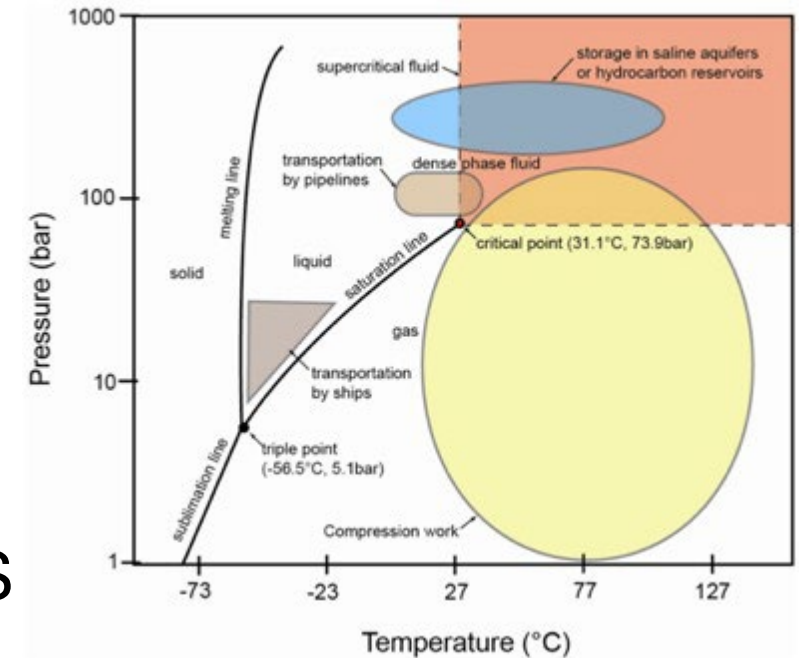 1000
supercritical fluid
storage in saline aquifers
or hydrocarbon reservoirs
transportation
by pipelines
dense phase fluid
100
melting line
critical point (31.1°C, 73.9bar)
solid
liquid
saturation line
Pressure (bar)
gas
10
transportation
by ships
triple point
(-56.5°C, 5.1bar)
sublimation line
Compression work
1
s
-73
-23
27
77
127
Temperature (°C)